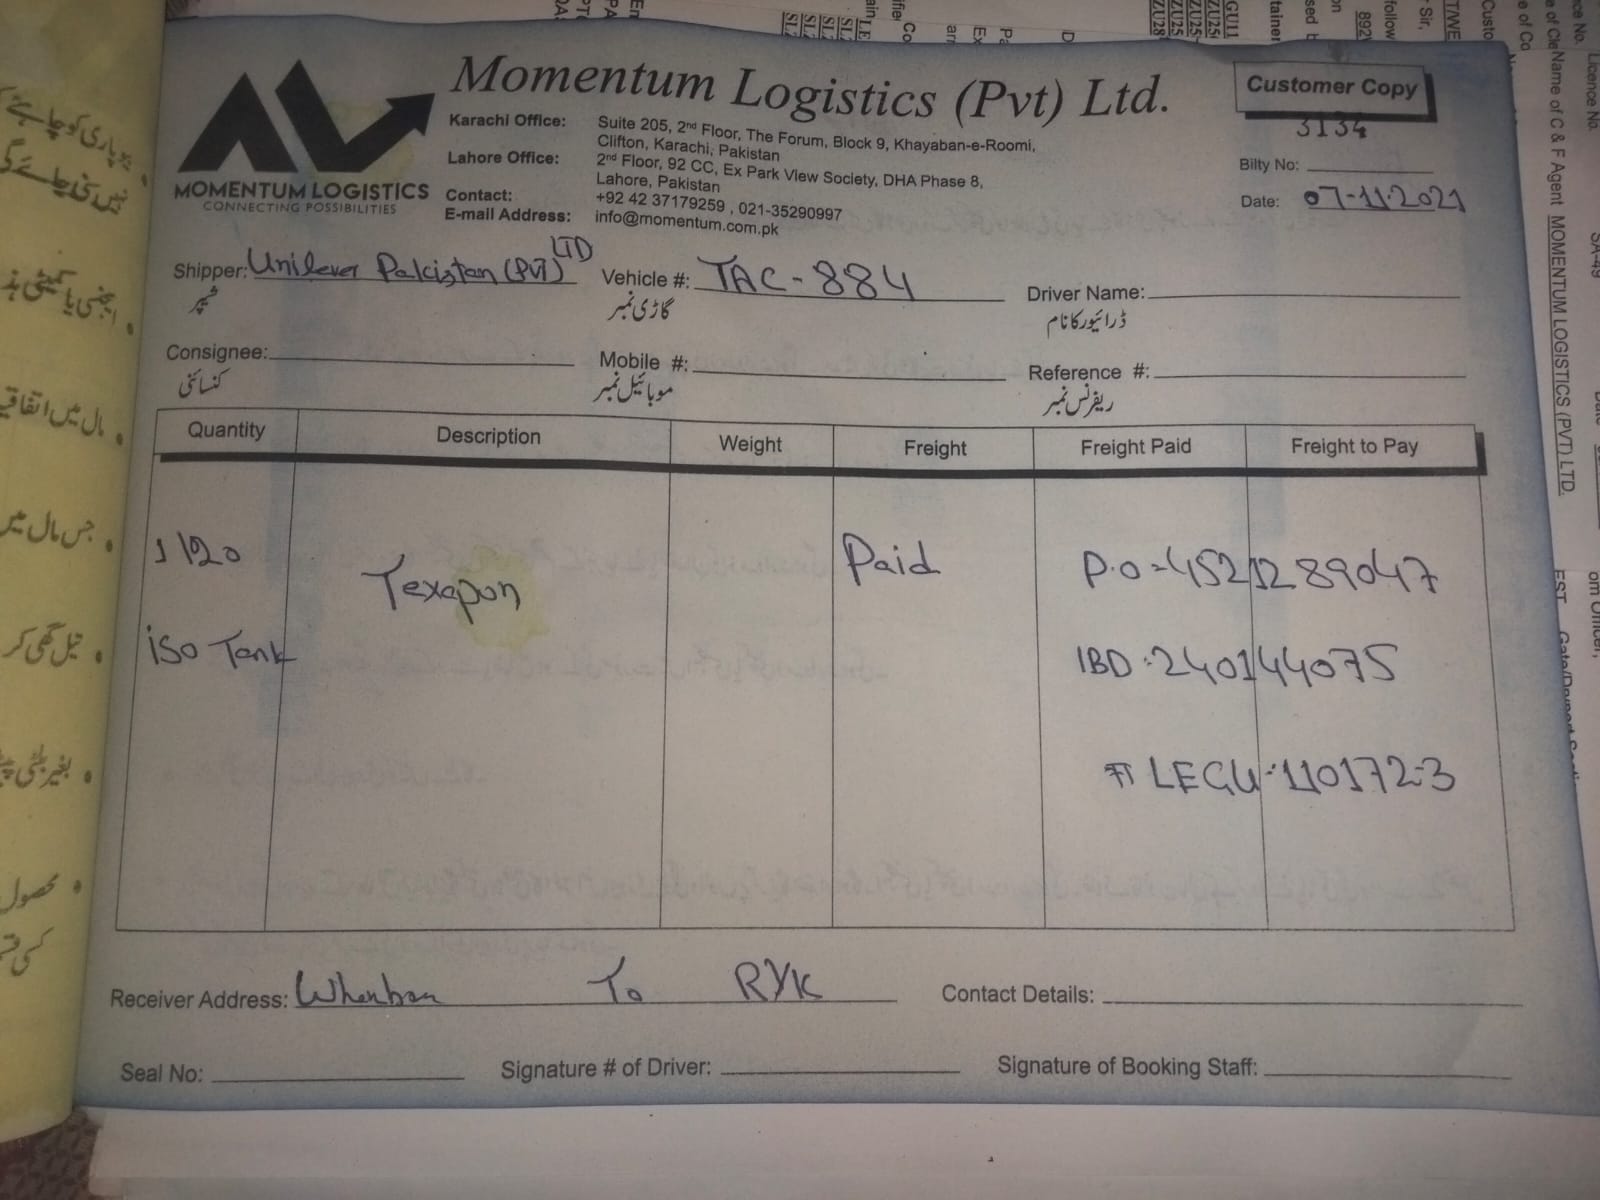 Momentum Logistics (Pvt) Ltd.
Customer Copy
3134
MOMENTUM LOGISTICS
CONNECTING POSSIBILITIES
Karachi Office: Suite 205, 2nd Floor, The Forum, Block 9, Khayaban-e-Roomi,
Clifton, Karachi, Pakistan
Lahore Office: 2nd Floor, 92 CC, Ex Park View Society, DHA Phase 8,
Lahore, Pakistan
Contact: +92 42 37179259 , 021-35290997
E-mail Address: info@momentum.com.pk
Bilty No:
Date: 07-11-2021
Shipper: Unilever Pakistan (PVT) LTD Vehicle #: TAC-884 Driver Name:
شپر گاڑی نمبر ڈرائیور کا نام
Consignee: Mobile #: Reference #:
کنسائنی موبائیل نمبر ریفرنس نمبر
Quantity Description Weight Freight Freight Paid Freight to Pay
1\20 Texapon Paid P.O-4521289047
iso Tank IBD:240144075
LEGU-110172-3
Receiver Address: To RYK Contact Details:
Seal No: Signature # of Driver: Signature of Booking Staff:
Name of C & F Agent MOMENTUM LOGISTICS (PVT) LTD.